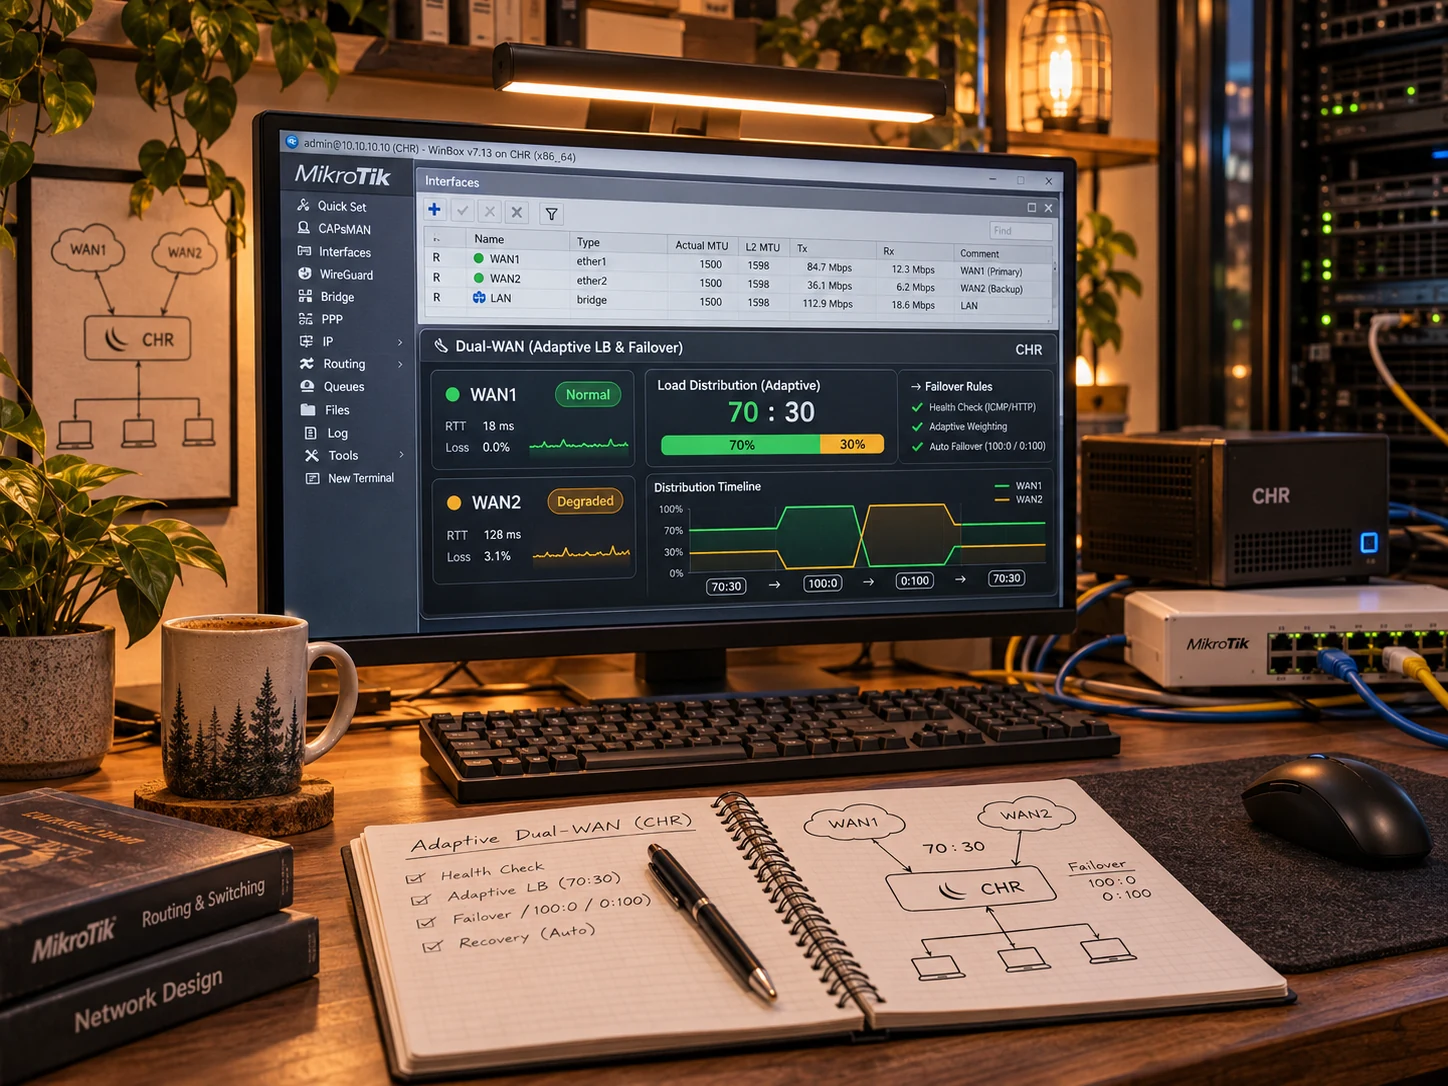 admin@10.10.10.10 (CHR) - WinBox v7.13 on CHR (x86_64)
MikroTik
Quick Set
CAPsMAN
Interfaces
WireGuard
Bridge
PPP
IP
Routing
Queues
Files
Log
Tools
New Terminal
Interfaces
Find
Name Type Actual MTU L2 MTU Tx Rx Comment
R WAN1 ether1 1500 1598 84.7 Mbps 12.3 Mbps WAN1 (Primary)
R WAN2 ether2 1500 1598 36.1 Mbps 6.2 Mbps WAN2 (Backup)
R LAN bridge 1500 1598 112.9 Mbps 18.6 Mbps LAN
Dual-WAN (Adaptive LB & Failover) CHR
WAN1 Normal
RTT 18 ms
Loss 0.0%
WAN2 Degraded
RTT 128 ms
Loss 3.1%
Load Distribution (Adaptive)
70 : 30
70% 30%
→ Failover Rules
✓ Health Check (ICMP/HTTP)
✓ Adaptive Weighting
✓ Auto Failover (100:0 / 0:100)
Distribution Timeline
WAN1
WAN2
100%
70%
30%
0%
70:30 → 100:0 → 0:100 → 70:30
WAN1 WAN2
CHR
CHR
MikroTik
MikroTik Routing & Switching
Network Design
Adaptive Dual-WAN (CHR)
☑ Health Check
☑ Adaptive LB (70:30)
☑ Failover / 100:0 / 0:100)
☑ Recovery (Auto)
WAN1 WAN2
70:30
CHR
Failover
100:0
0:100